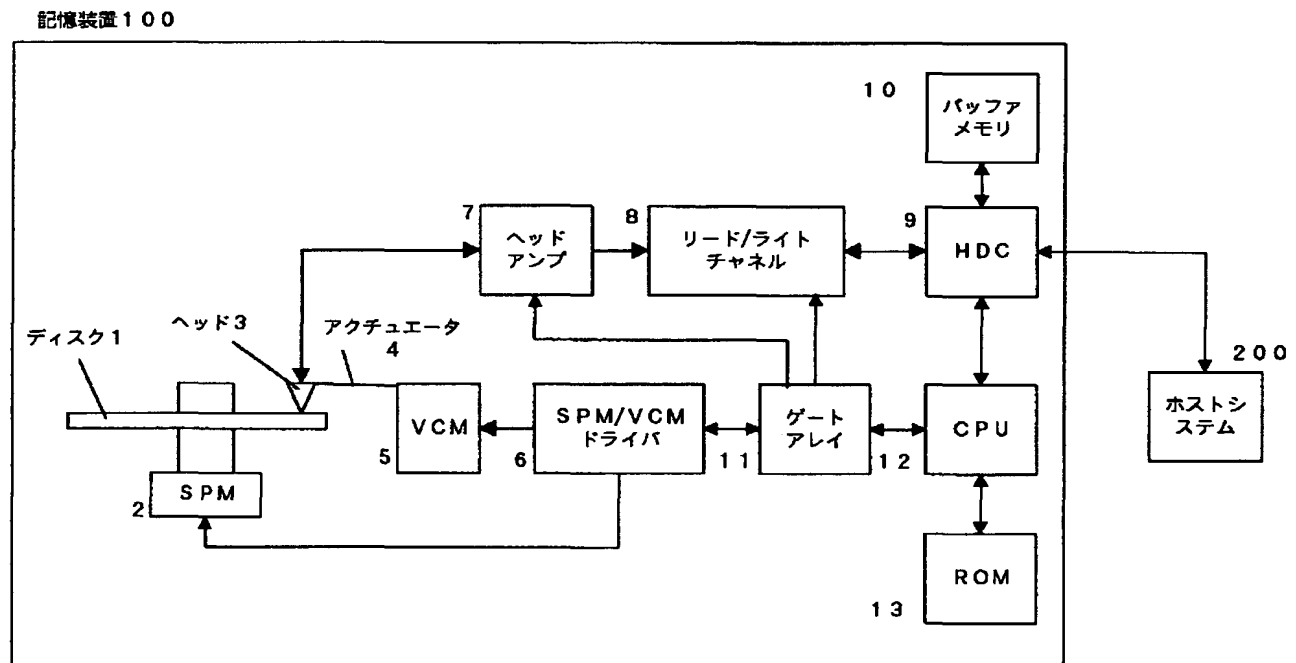 記憶装置100
10
バッファ
メモリ
7
ヘッド
アンプ
8
リード/ライト
チャネル
9
HDC
ディスク1
ヘッド3
アクチュエータ
4
200
VCM
5
SPM/VCM
ドライバ
6
11
ゲート
アレイ
12
CPU
ホストシ
ステム
SPM
2
ROM
13